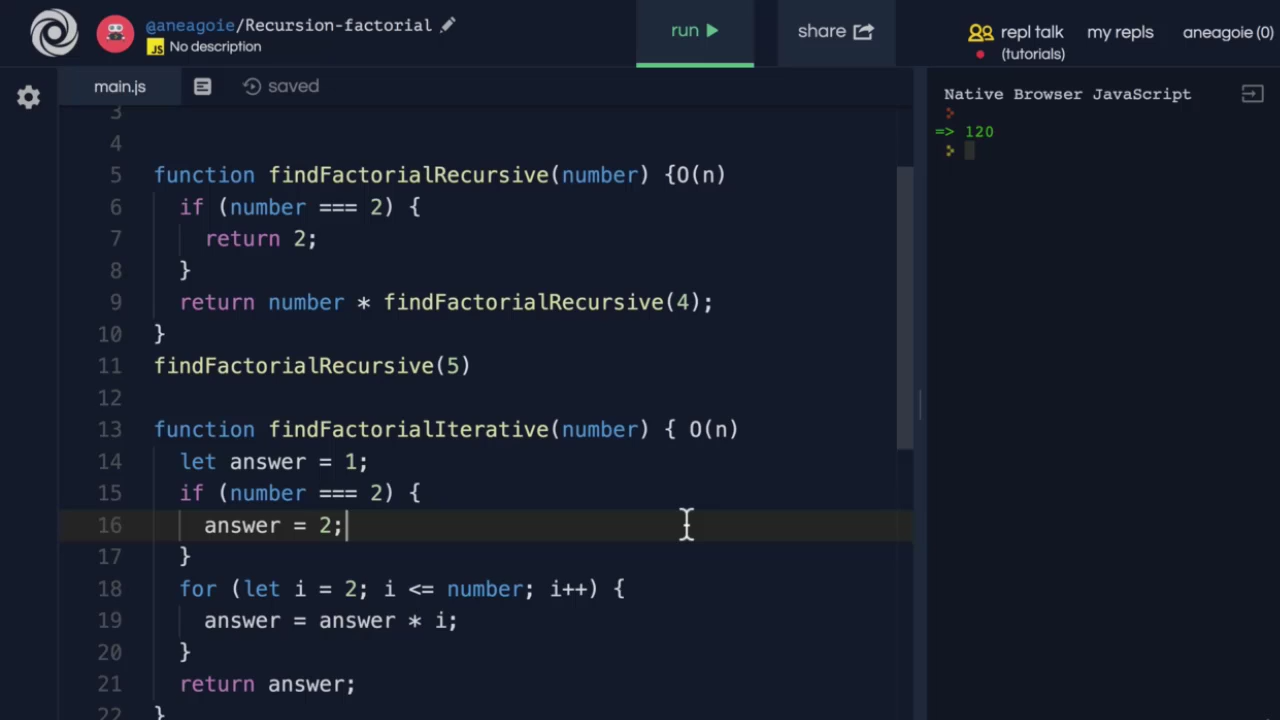 @aneagoie/Recursion-factorial
JS No description
run
share
repl talk
(tutorials)
my repls
aneagoie (0)
main.js
saved
Native Browser JavaScript
=> 120
3
4
5 function findFactorialRecursive(number) {O(n)
6 if (number === 2) {
7 return 2;
8 }
9 return number * findFactorialRecursive(4);
10 }
11 findFactorialRecursive(5)
12
13 function findFactorialIterative(number) { O(n)
14 let answer = 1;
15 if (number === 2) {
16 answer = 2;
17 }
18 for (let i = 2; i <= number; i++) {
19 answer = answer * i;
20 }
21 return answer;
22 }